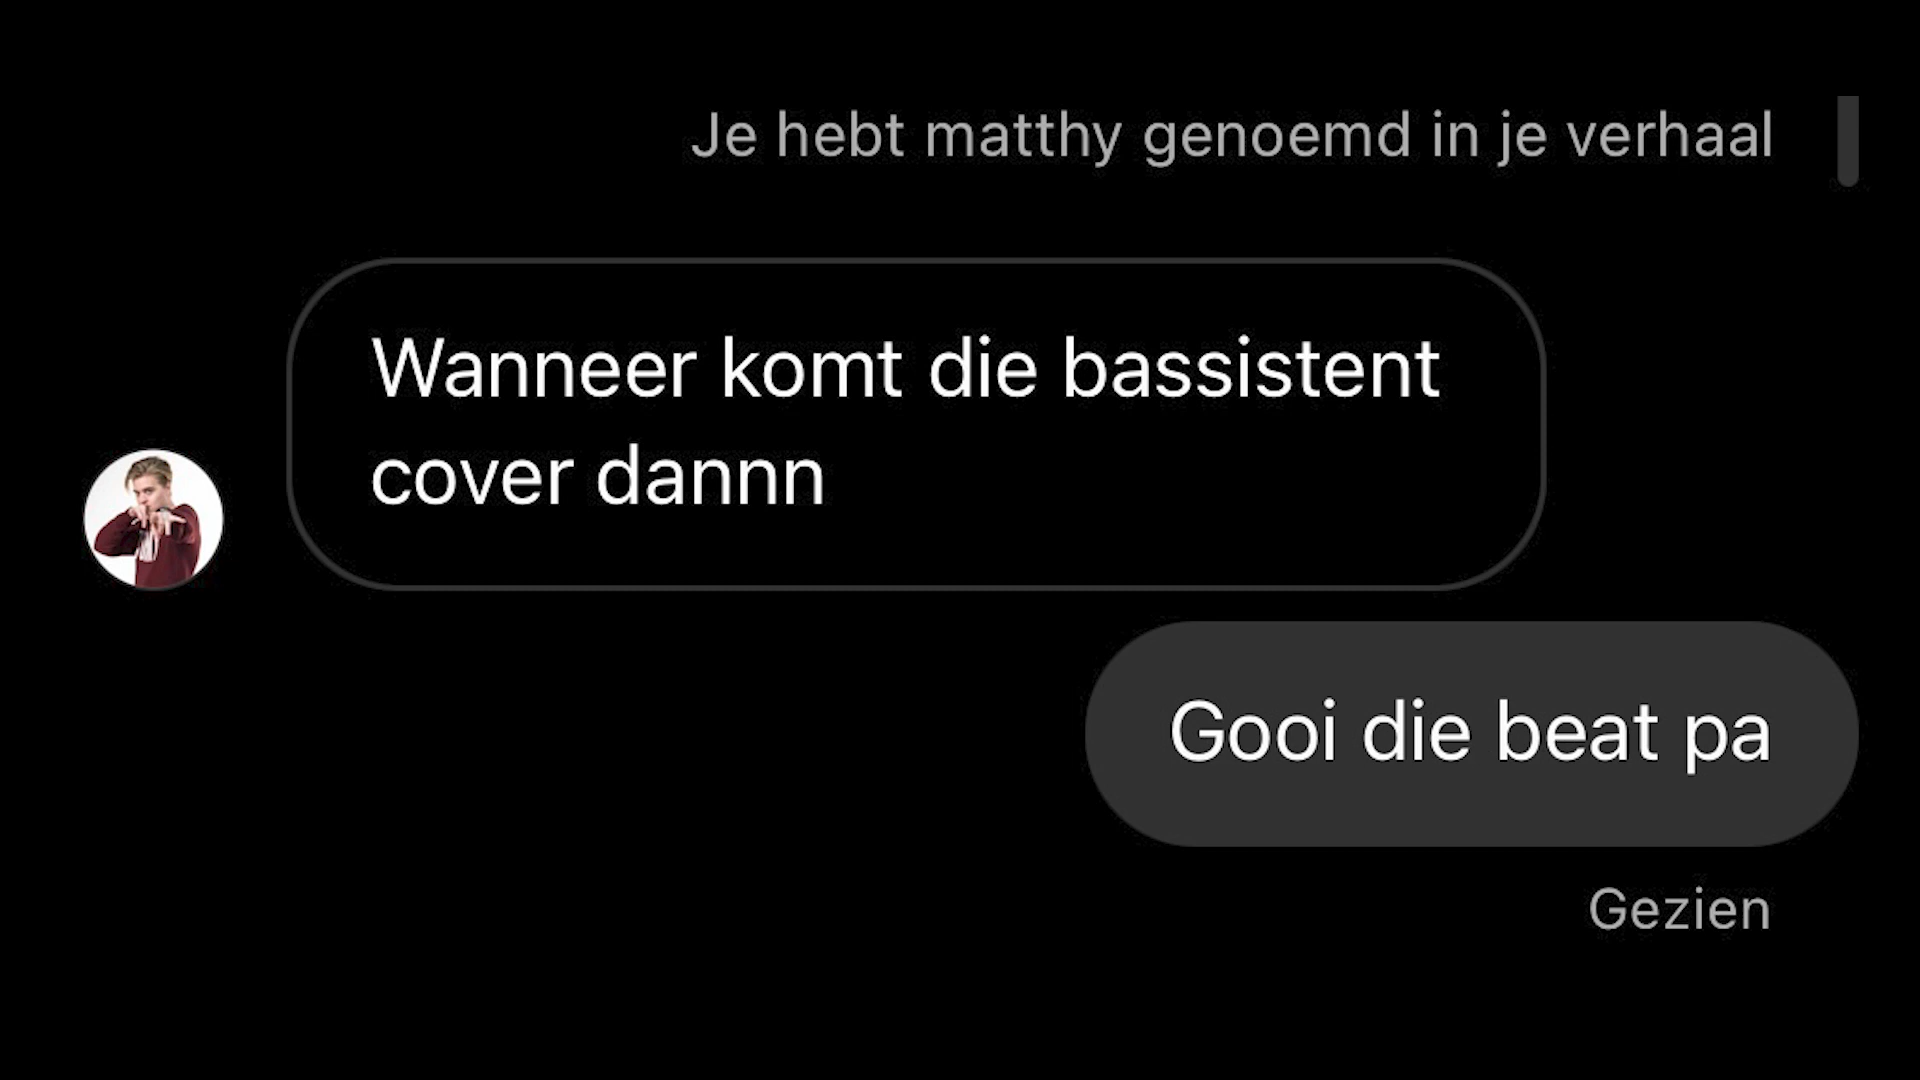 Je hebt matthy genoemd in je verhaal
Wanneer komt die bassistent
cover dannn
Gooi die beat pa
Gezien